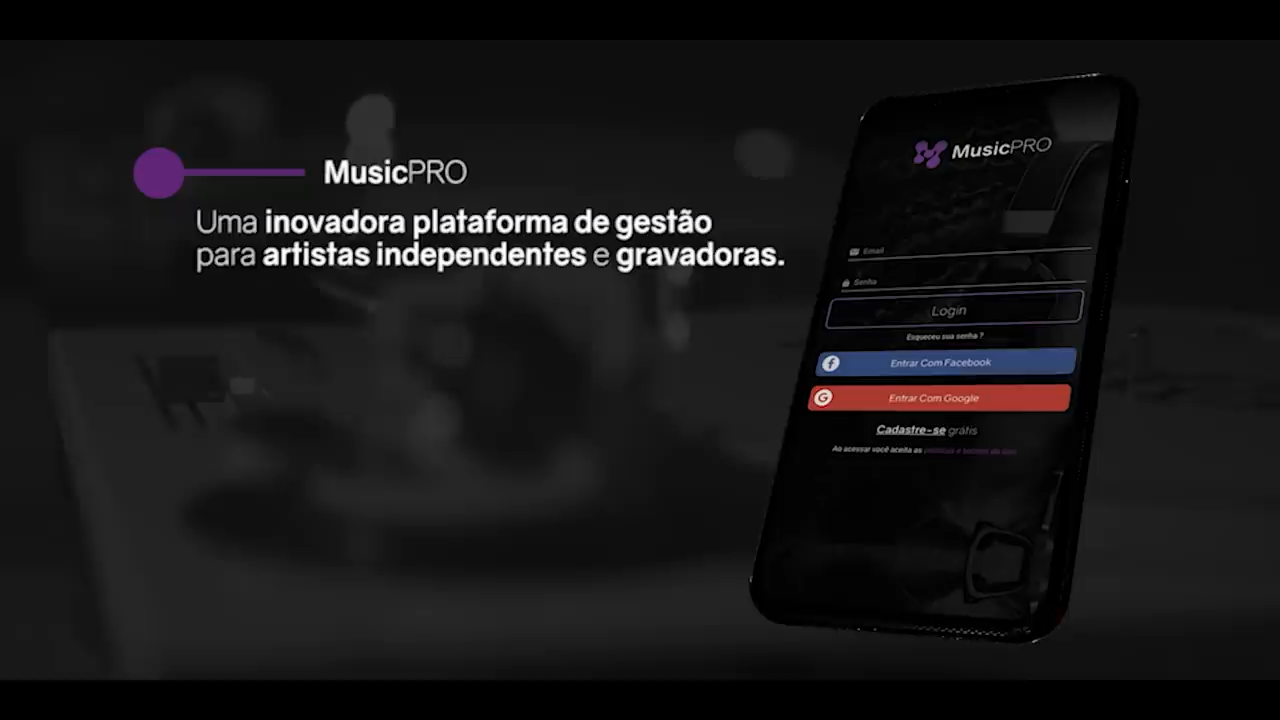 MusicPRO
Uma inovadora plataforma de gestão
para artistas independentes e gravadoras.
MusicPRO
Email
Senha
Login
Esqueceu sua senha ?
Entrar Com Facebook
Entrar Com Google
Cadastre-se grátis
Ao acessar você aceita as